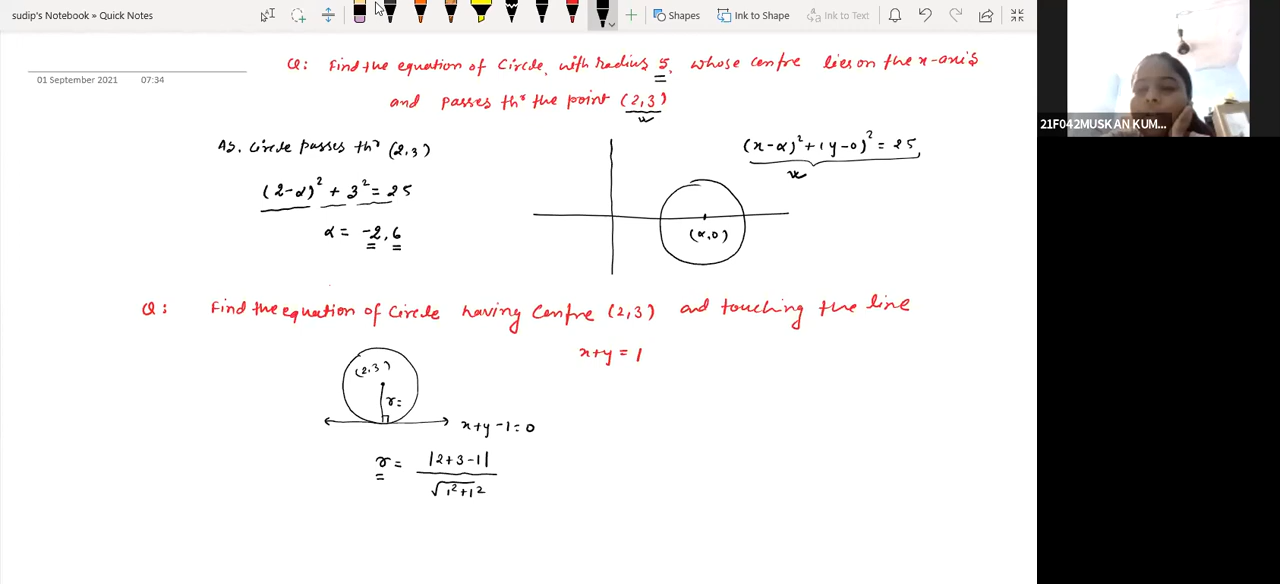 sudip's Notebook » Quick Notes
Shapes
Ink to Shape
Ink to Text
01 September 2021 07:34
21F042MUSKAN KUM...
Q: Find the equation of Circle, with radius 5, whose centre lies on the x-axis
and passes thr the point (2,3)
As. Circle passes thr (2,3)
(x-α)² + (y-0)² = 25
(2-α)² + 3² = 25
α = -2, 6
(α,0)
Q: Find the equation of Circle having Centre (2,3) and touching the line
x+y = 1
(2,3)
r=
x+y-1=0
r = |2+3-1| / √1²+1²